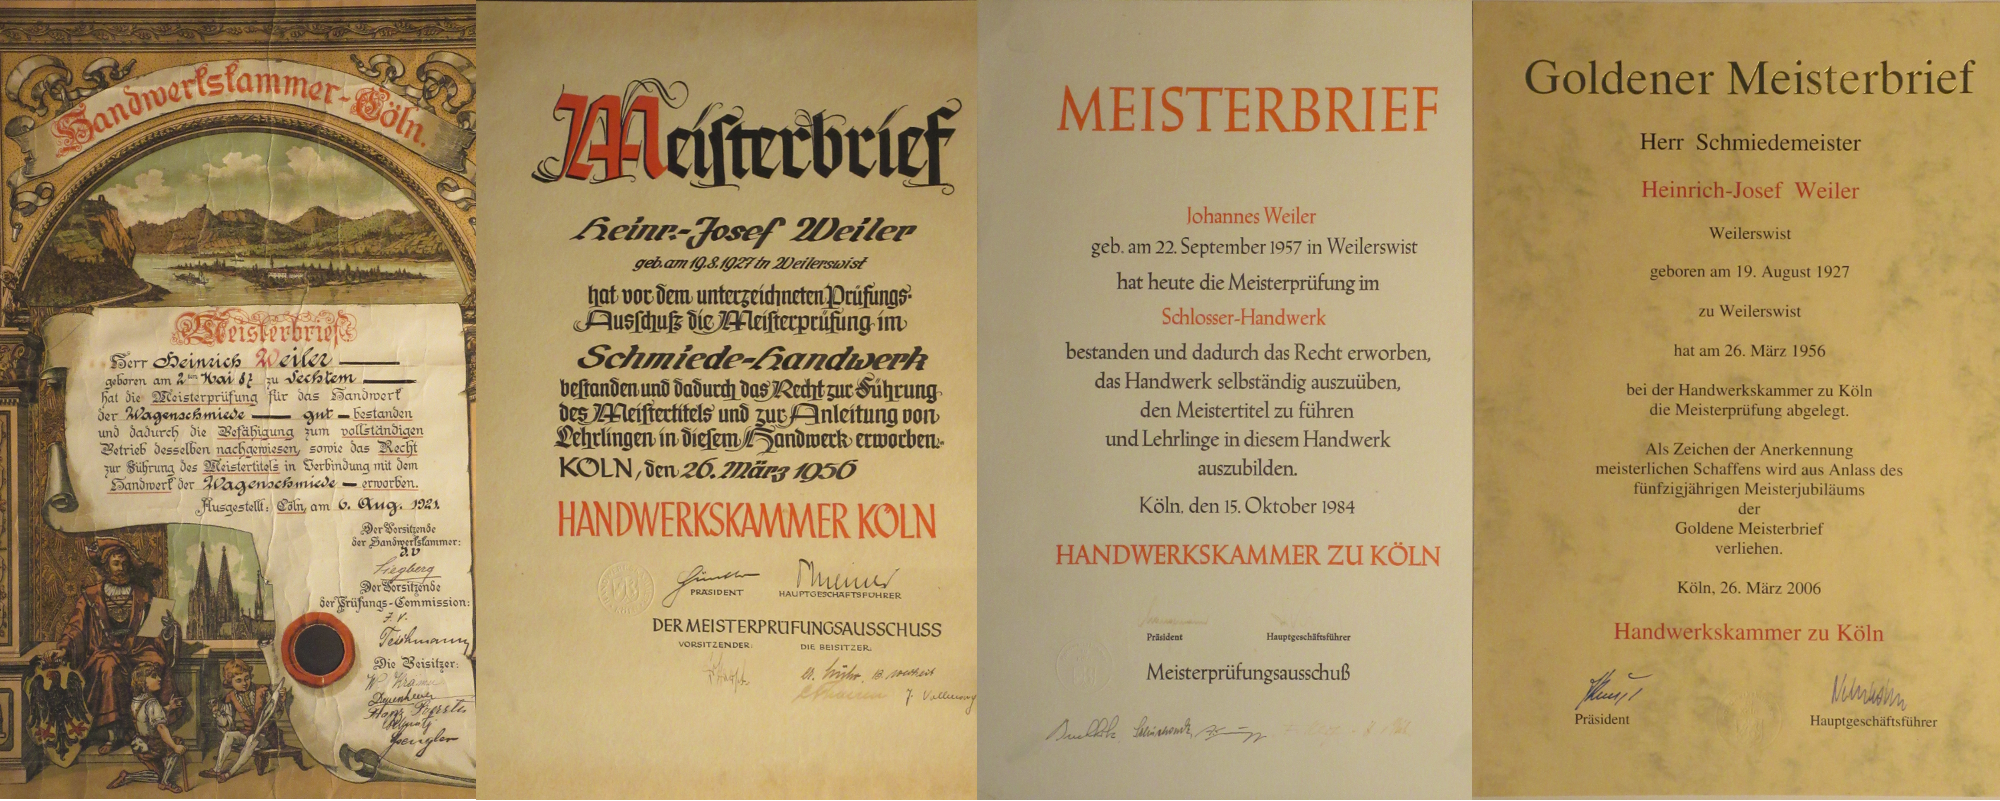 Handwerkskammer-Cöln.
Meisterbrief
Herr Heinrich Weiler
geboren am 2ten Mai 87 zu Sechtem
hat die Meisterprüfung für das Handwerk
der Wagenschmiede gut bestanden
und dadurch die Befähigung zum vollständigen
Betrieb desselben nachgewiesen, sowie das Recht
zur Führung des Meistertitels in Verbindung mit dem
Handwerk der Wagenschmiede erworben.
Ausgestellt: Cöln, am 6. Aug. 1921.
Der Vorsitzende
der Handwerkskammer:
Der Vorsitzende
der Prüfungs-Commission:
Die Beisitzer:
Meisterbrief
Heinr.-Josef Weiler
geb. am 19.8.1927 in Weilerswist
hat vor dem unterzeichneten Prüfungs-
Ausschuß die Meisterprüfung im
Schmiede-Handwerk
bestanden und dadurch das Recht zur Führung
des Meistertitels und zur Anleitung von
Lehrlingen in diesem Handwerk erworben.
KÖLN, den 26. März 1956
HANDWERKSKAMMER KÖLN
PRÄSIDENT HAUPTGESCHÄFTSFÜHRER
DER MEISTERPRÜFUNGSAUSSCHUSS
VORSITZENDER: DIE BEISITZER:
MEISTERBRIEF
Johannes Weiler
geb. am 22. September 1957 in Weilerswist
hat heute die Meisterprüfung im
Schlosser-Handwerk
bestanden und dadurch das Recht erworben,
das Handwerk selbständig auszuüben,
den Meistertitel zu führen
und Lehrlinge in diesem Handwerk
auszubilden.
Köln. den 15. Oktober 1984
HANDWERKSKAMMER ZU KÖLN
Präsident Hauptgeschäftsführer
Meisterprüfungsausschuß
Goldener Meisterbrief
Herr Schmiedemeister
Heinrich-Josef Weiler
Weilerswist
geboren am 19. August 1927
zu Weilerswist
hat am 26. März 1956
bei der Handwerkskammer zu Köln
die Meisterprüfung abgelegt.
Als Zeichen der Anerkennung
meisterlichen Schaffens wird aus Anlass des
fünfzigjährigen Meisterjubiläums
der
Goldene Meisterbrief
verliehen.
Köln, 26. März 2006
Handwerkskammer zu Köln
Präsident Hauptgeschäftsführer